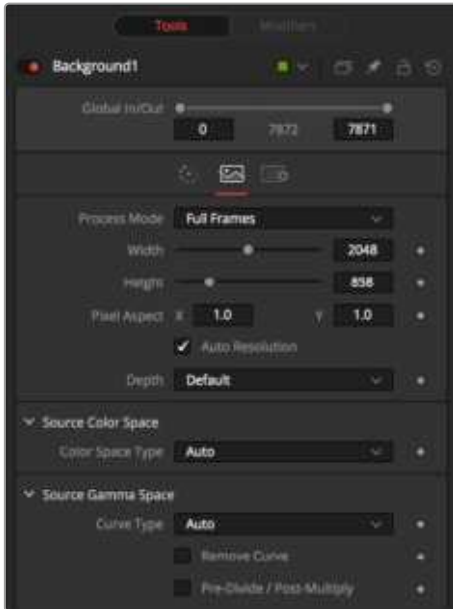 Tools Modifiers
Background1
Global In/Out
0 7872 7871
Process Mode Full Frames
Width 2048
Height 858
Pixel Aspect X 1.0 Y 1.0
Auto Resolution
Depth Default
Source Color Space
Color Space Type Auto
Source Gamma Space
Curve Type Auto
Remove Curve
Pre-Divide / Post-Multiply